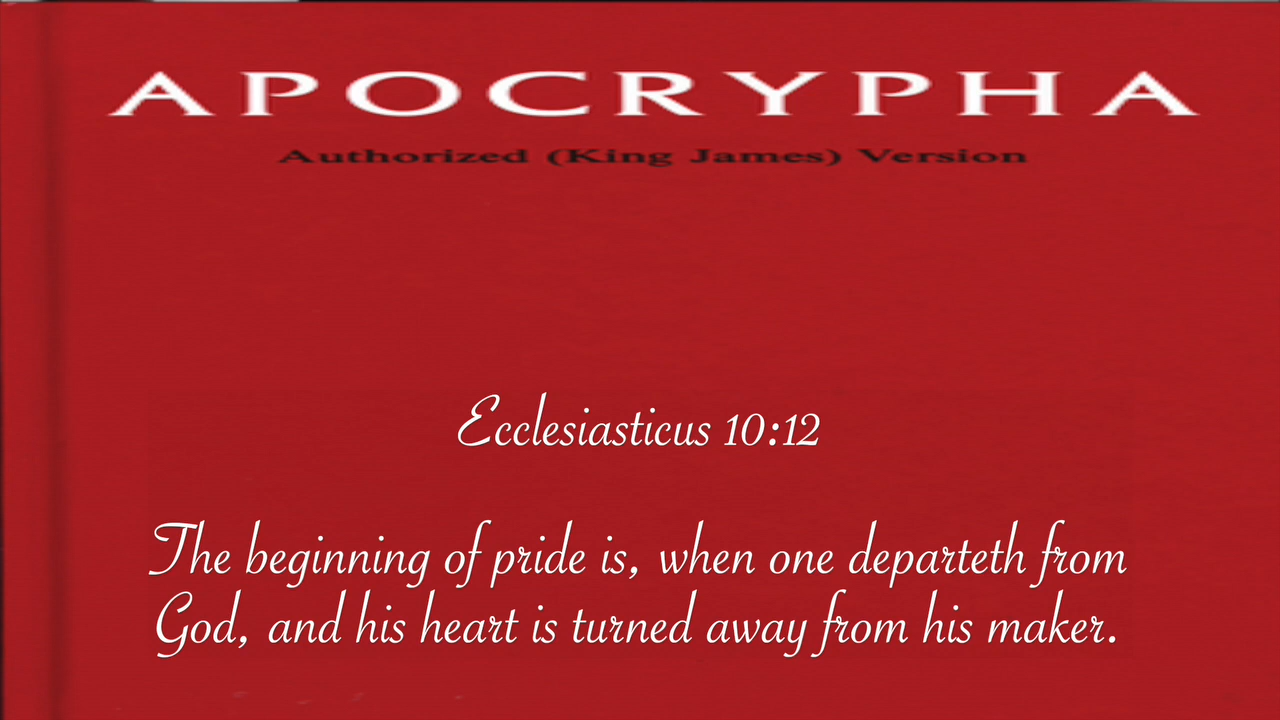 APOCRYPHA
Authorized (King James) Version
Ecclesiasticus 10:12
The beginning of pride is, when one departeth from
God, and his heart is turned away from his maker.